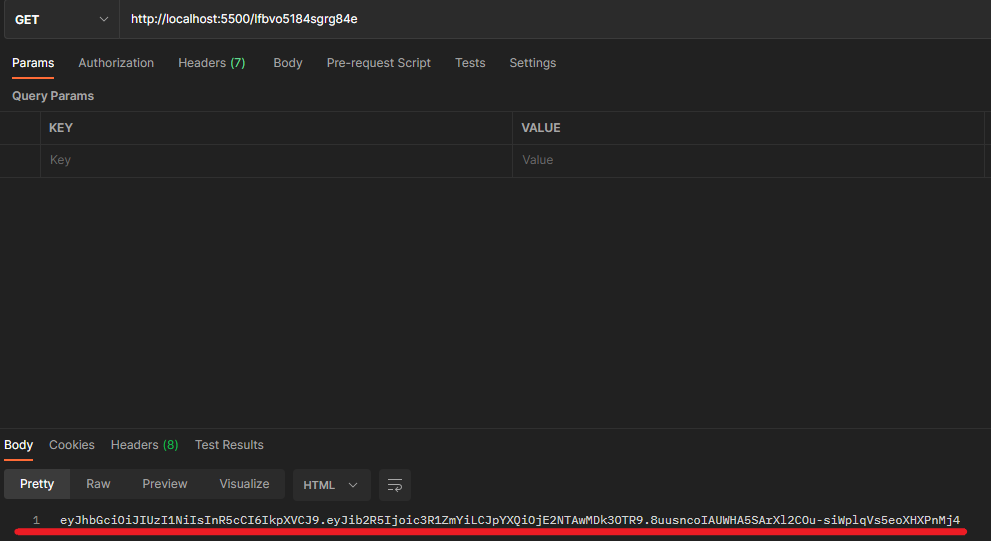 GET http://localhost:5500/lfbvo5184sgrg84e
Params Authorization Headers (7) Body Pre-request Script Tests Settings
Query Params
KEY VALUE
Key Value
Body Cookies Headers (8) Test Results
Pretty Raw Preview Visualize HTML
1 eyJhbGciOiJIUzI1NiIsInR5cCI6IkpXVCJ9.eyJib2R5Ijoic3R1ZmYiLCJpYXQiOjE2NTAwMDk3OTR9.8uusncoIAUWHA5SArXl2COu-siWplqVs5eoXHXPnMj4